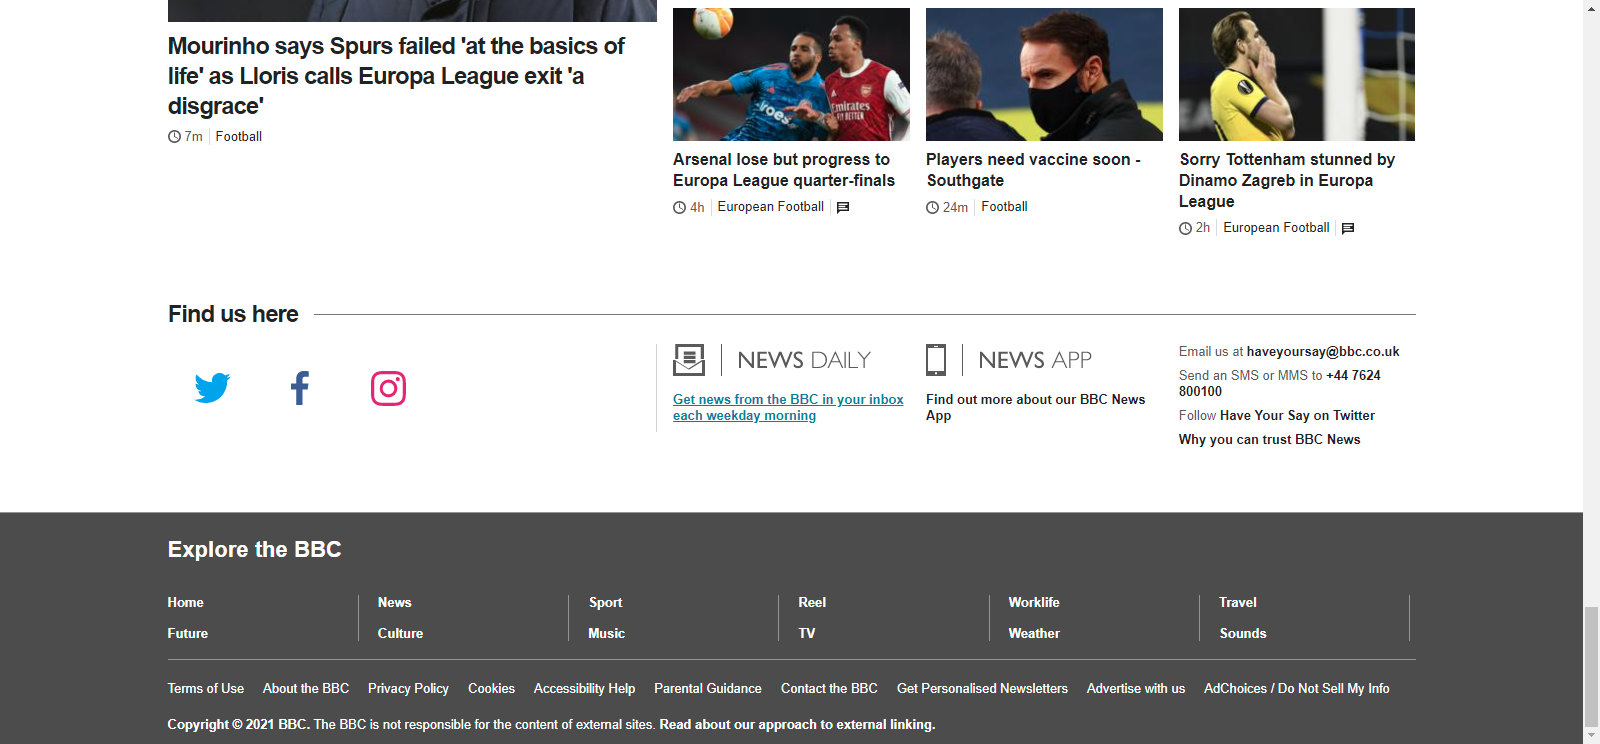 Mourinho says Spurs failed 'at the basics of
life' as Lloris calls Europa League exit 'a
disgrace'
7m Football
Emirates
FLY BETTER
Arsenal lose but progress to
Europa League quarter-finals
4h European Football
Players need vaccine soon -
Southgate
24m Football
Sorry Tottenham stunned by
Dinamo Zagreb in Europa
League
2h European Football
Find us here
NEWS DAILY
Get news from the BBC in your inbox
each weekday morning
NEWS APP
Find out more about our BBC News
App
Email us at haveyoursay@bbc.co.uk
Send an SMS or MMS to +44 7624
800100
Follow Have Your Say on Twitter
Why you can trust BBC News
Explore the BBC
Home News Sport Reel Worklife Travel
Future Culture Music TV Weather Sounds
Terms of Use About the BBC Privacy Policy Cookies Accessibility Help Parental Guidance Contact the BBC Get Personalised Newsletters Advertise with us AdChoices / Do Not Sell My Info
Copyright © 2021 BBC. The BBC is not responsible for the content of external sites. Read about our approach to external linking.